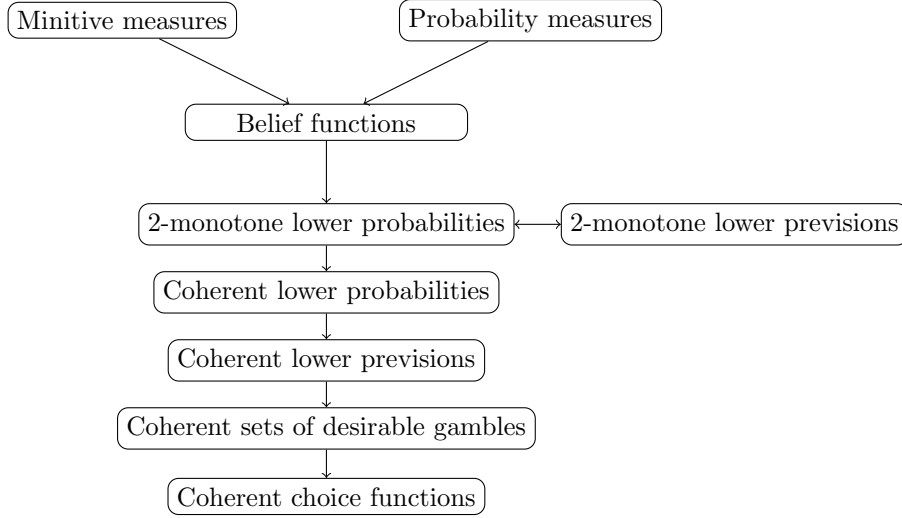 Minitive measures
Probability measures
Belief functions
2-monotone lower probabilities
2-monotone lower previsions
Coherent lower probabilities
Coherent lower previsions
Coherent sets of desirable gambles
Coherent choice functions